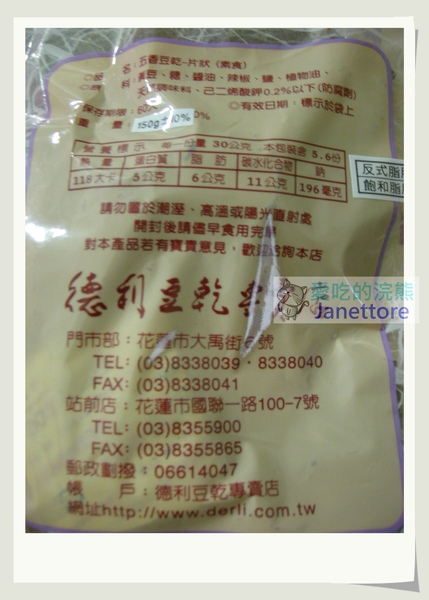 品名:五香豆乾-片狀(素食)
黃豆、糖、醬油、辣椒、鹽、植物油、
調味料、己二烯酸鉀0.2%以下(防腐劑)
保存期限: ◎有效日期:標示於袋上
重 量: 150g±10%
營養標示 每一份量 30公克 本包裝含 5.6份
熱量 蛋白質 脂肪 碳水化合物 鈉
118大卡 5公克 6公克 11公克 196毫克
反式脂
飽和脂
請勿置於潮溼、高溫或陽光直射處
開封後請儘早食用完畢
對本產品若有寶貴意見,歡迎洽詢本店
德利豆乾專
愛吃的浣熊
Janettore
門市部:花蓮市大禹街6號
TEL: (03)8338039・8338040
FAX: (03)8338041
站前店:花蓮市國聯一路100-7號
TEL: (03)8355900
FAX: (03)8355865
郵政劃撥:06614047
帳 戶:德利豆乾專賣店
網址http://www.derli.com.tw